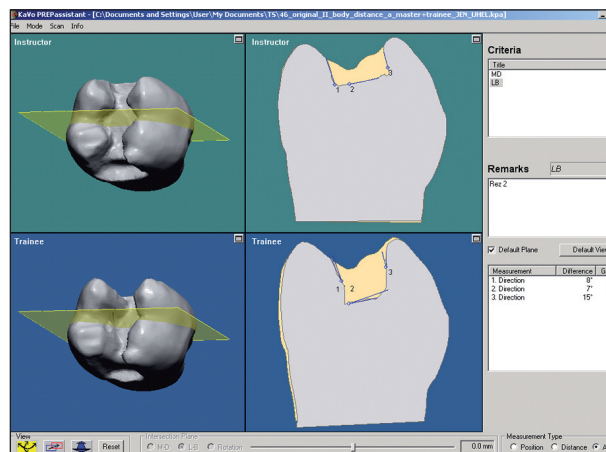 KaVo PREPassistant - [C:\Documents and Settings\User\My Documents\TS\46_original_II_body_distance_a_master+trainee_JEN_UHEL.kpa]
File Mode Scan Info
Instructor
1 2 3
Criteria
Title
MD
LB
Remarks LB
Rez 2
Trainee
1 2 3
Default Plane Default View
Measurement Difference G
1. Direction 8°
2. Direction 7°
3. Direction 15°
View
Reset
Intersection Plane
M-D L-B Rotation
0.0 mm
Measurement Type
Position Distance A